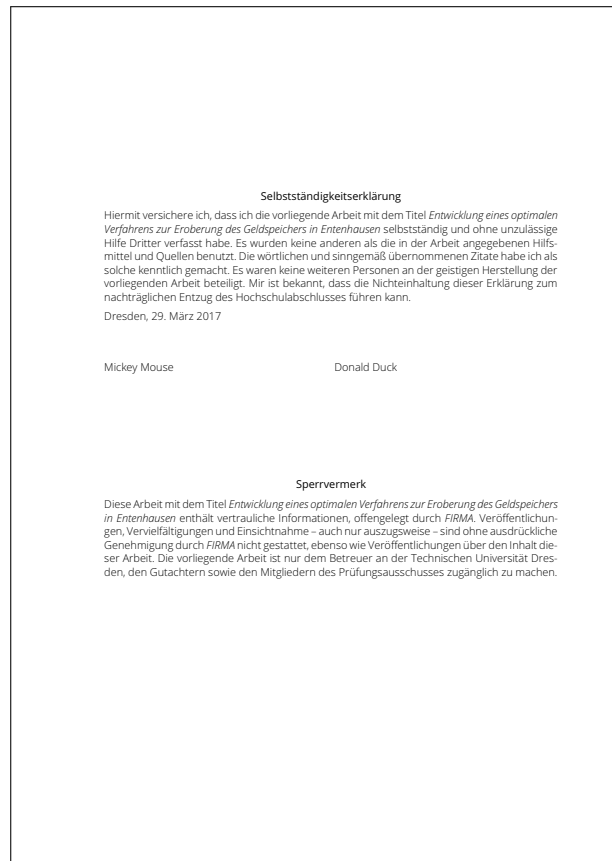 Selbstständigkeitserklärung
Hiermit versichere ich, dass ich die vorliegende Arbeit mit dem Titel Entwicklung eines optimalen
Verfahrens zur Eroberung des Geldspeichers in Entenhausen selbstständig und ohne unzulässige
Hilfe Dritter verfasst habe. Es wurden keine anderen als die in der Arbeit angegebenen Hilfs-
mittel und Quellen benutzt. Die wörtlichen und sinngemäß übernommenen Zitate habe ich als
solche kenntlich gemacht. Es waren keine weiteren Personen an der geistigen Herstellung der
vorliegenden Arbeit beteiligt. Mir ist bekannt, dass die Nichteinhaltung dieser Erklärung zum
nachträglichen Entzug des Hochschulabschlusses führen kann.
Dresden, 29. März 2017
Mickey Mouse Donald Duck
Sperrvermerk
Diese Arbeit mit dem Titel Entwicklung eines optimalen Verfahrens zur Eroberung des Geldspeichers
in Entenhausen enthält vertrauliche Informationen, offengelegt durch FIRMA. Veröffentlichun-
gen, Vervielfältigungen und Einsichtnahme – auch nur auszugsweise – sind ohne ausdrückliche
Genehmigung durch FIRMA nicht gestattet, ebenso wie Veröffentlichungen über den Inhalt die-
ser Arbeit. Die vorliegende Arbeit ist nur dem Betreuer an der Technischen Universität Dres-
den, den Gutachtern sowie den Mitgliedern des Prüfungsausschusses zugänglich zu machen.